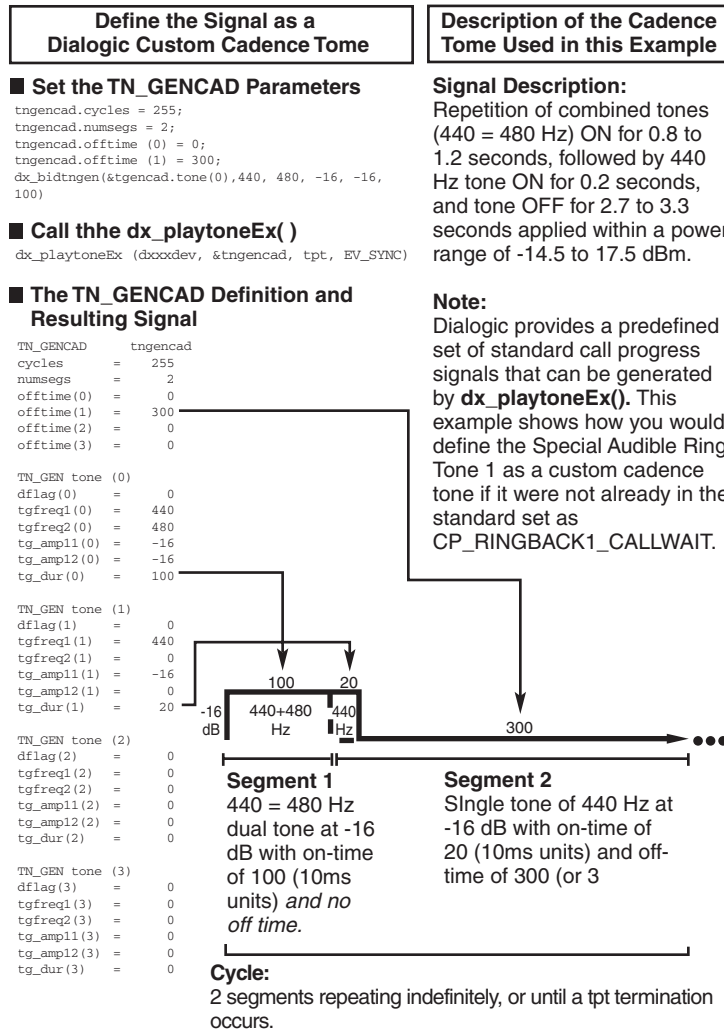 Define the Signal as a
Dialogic Custom Cadence Tome
■ Set the TN_GENCAD Parameters
tngencad.cycles = 255;
tngencad.numsegs = 2;
tngencad.offtime (0) = 0;
tngencad.offtime (1) = 300;
dx_bidtngen(&tgencad.tone(0),440, 480, -16, -16,
100)
■ Call thhe dx_playtoneEx( )
dx_playtoneEx (dxxxdev, &tngencad, tpt, EV_SYNC)
■ The TN_GENCAD Definition and
Resulting Signal
TN_GENCAD tngencad
cycles = 255
numsegs = 2
offtime(0) = 0
offtime(1) = 300
offtime(2) = 0
offtime(3) = 0
TN_GEN tone (0)
dflag(0) = 0
tgfreq1(0) = 440
tgfreq2(0) = 480
tg_ampl1(0) = -16
tg_ampl2(0) = -16
tg_dur(0) = 100
TN_GEN tone (1)
dflag(1) = 0
tgfreq1(1) = 440
tgfreq2(1) = 0
tg_ampl1(1) = -16
tg_ampl2(1) = 0
tg_dur(1) = 20
TN_GEN tone (2)
dflag(2) = 0
tgfreq1(2) = 0
tgfreq2(2) = 0
tg_ampl1(2) = 0
tg_ampl2(2) = 0
tg_dur(2) = 0
TN_GEN tone (3)
dflag(3) = 0
tgfreq1(3) = 0
tgfreq2(3) = 0
tg_ampl1(3) = 0
tg_ampl2(3) = 0
tg_dur(3) = 0
Description of the Cadence
Tome Used in this Example
Signal Description:
Repetition of combined tones
(440 = 480 Hz) ON for 0.8 to
1.2 seconds, followed by 440
Hz tone ON for 0.2 seconds,
and tone OFF for 2.7 to 3.3
seconds applied within a power
range of -14.5 to 17.5 dBm.
Note:
Dialogic provides a predefined
set of standard call progress
signals that can be generated
by dx_playtoneEx(). This
example shows how you would
define the Special Audible Ring
Tone 1 as a custom cadence
tone if it were not already in the
standard set as
CP_RINGBACK1_CALLWAIT.
100 20
-16 dB
440+480 Hz
440 Hz
300
Segment 1
440 = 480 Hz
dual tone at -16
dB with on-time
of 100 (10ms
units) and no
off time.
Segment 2
SIngle tone of 440 Hz at
-16 dB with on-time of
20 (10ms units) and off-
time of 300 (or 3
Cycle:
2 segments repeating indefinitely, or until a tpt termination
occurs.